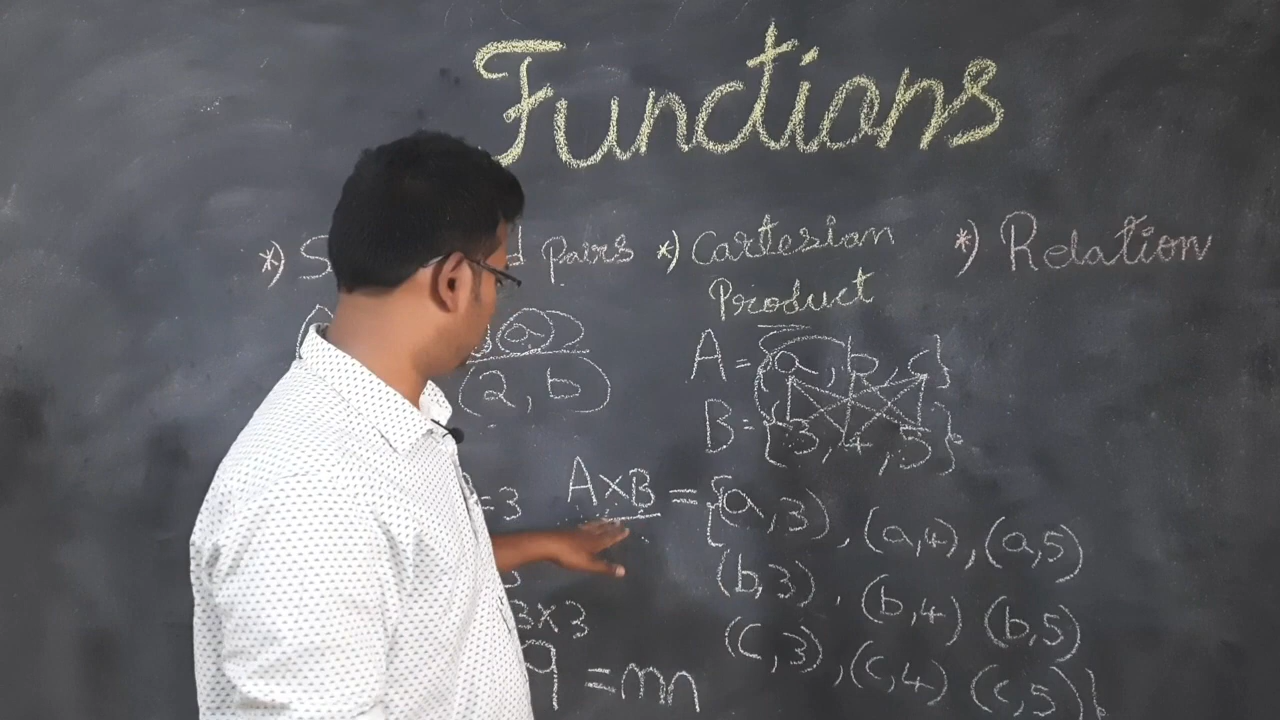 Functions
*) S d Pairs *) Cartesian Product *) Relation
a)
(2, b)
A = {a, b, c}
B = {3, 4, 5}
=3
A×B = {(a,3), (a,4), (a,5)
(b,3), (b,4) (b,5)
(c,3), (c,4) (c,5)}
3×3
9 = mn